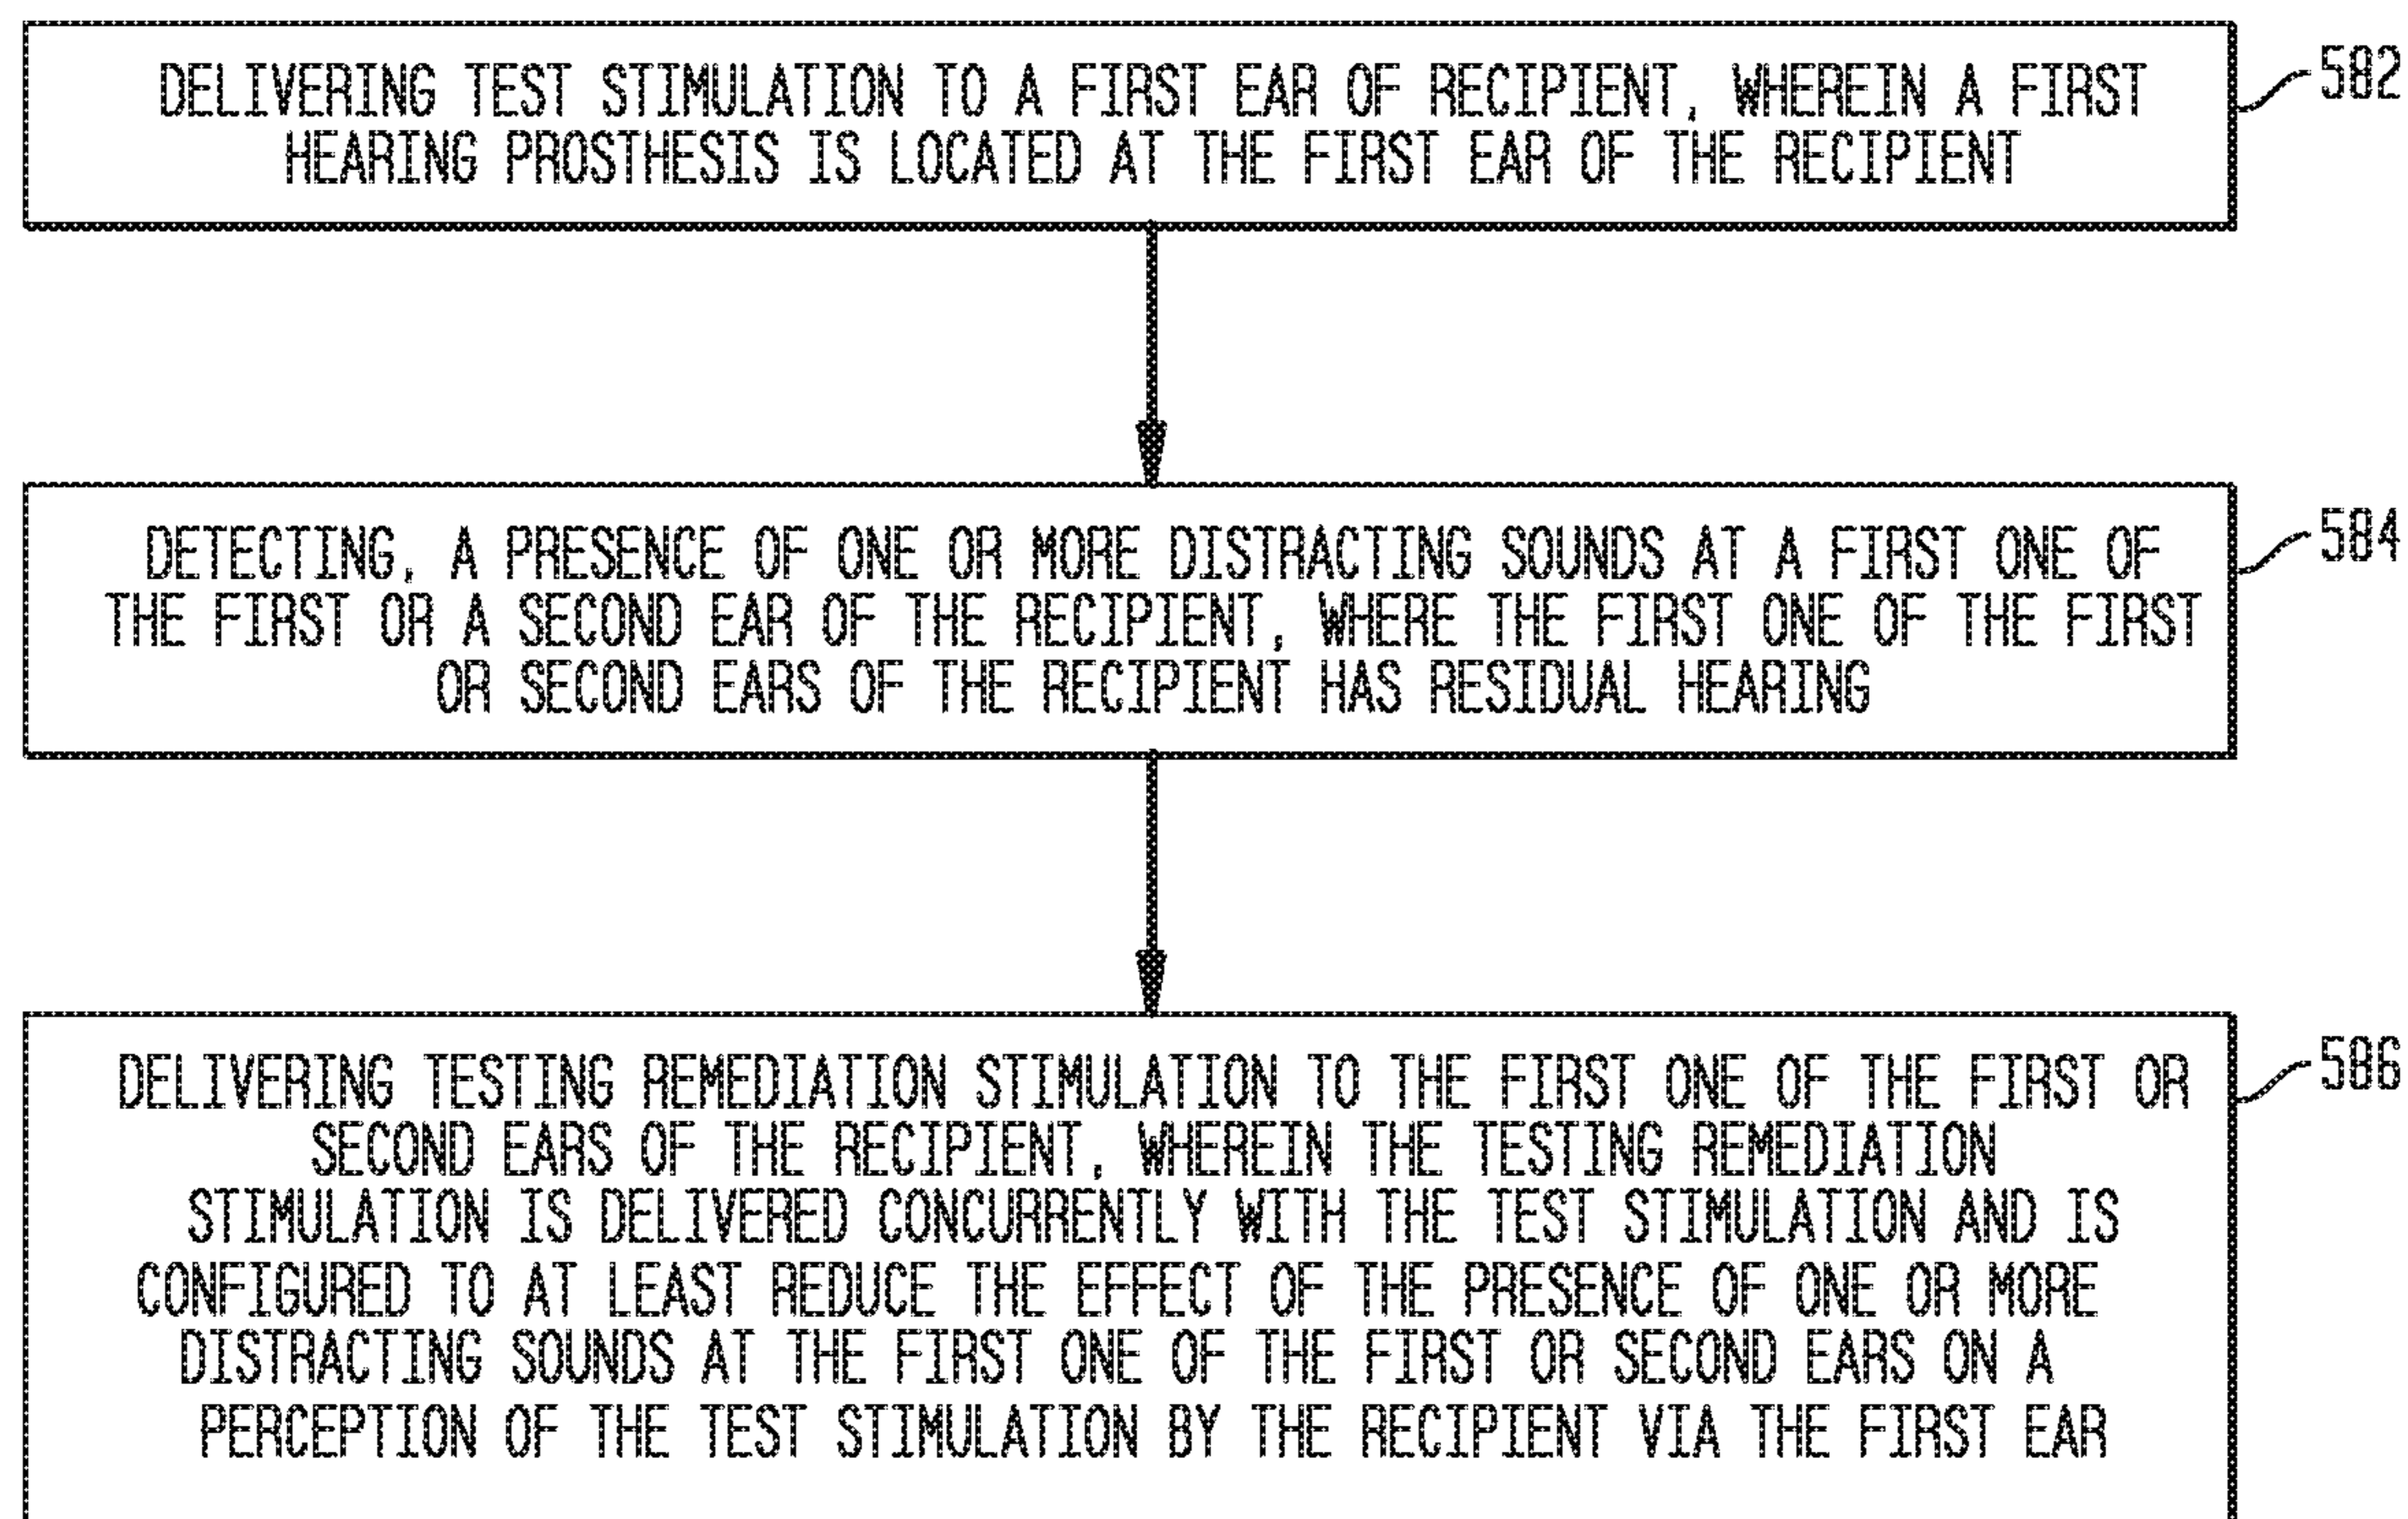 DELIVERING TEST STIMULATION TO A FIRST EAR OF RECIPIENT, WHEREIN A FIRST
HEARING PROSTHESIS IS LOCATED AT THE FIRST EAR OF THE RECIPIENT
582
DETECTING, A PRESENCE OF ONE OR MORE DISTRACTING SOUNDS AT A FIRST ONE OF
THE FIRST OR A SECOND EAR OF THE RECIPIENT, WHERE THE FIRST ONE OF THE FIRST
OR SECOND EARS OF THE RECIPIENT HAS RESIDUAL HEARING
584
DELIVERING TESTING REMEDIATION STIMULATION TO THE FIRST ONE OF THE FIRST OR
SECOND EARS OF THE RECIPIENT, WHEREIN THE TESTING REMEDIATION
STIMULATION IS DELIVERED CONCURRENTLY WITH THE TEST STIMULATION AND IS
CONFIGURED TO AT LEAST REDUCE THE EFFECT OF THE PRESENCE OF ONE OR MORE
DISTRACTING SOUNDS AT THE FIRST ONE OF THE FIRST OR SECOND EARS ON A
PERCEPTION OF THE TEST STIMULATION BY THE RECIPIENT VIA THE FIRST EAR
586